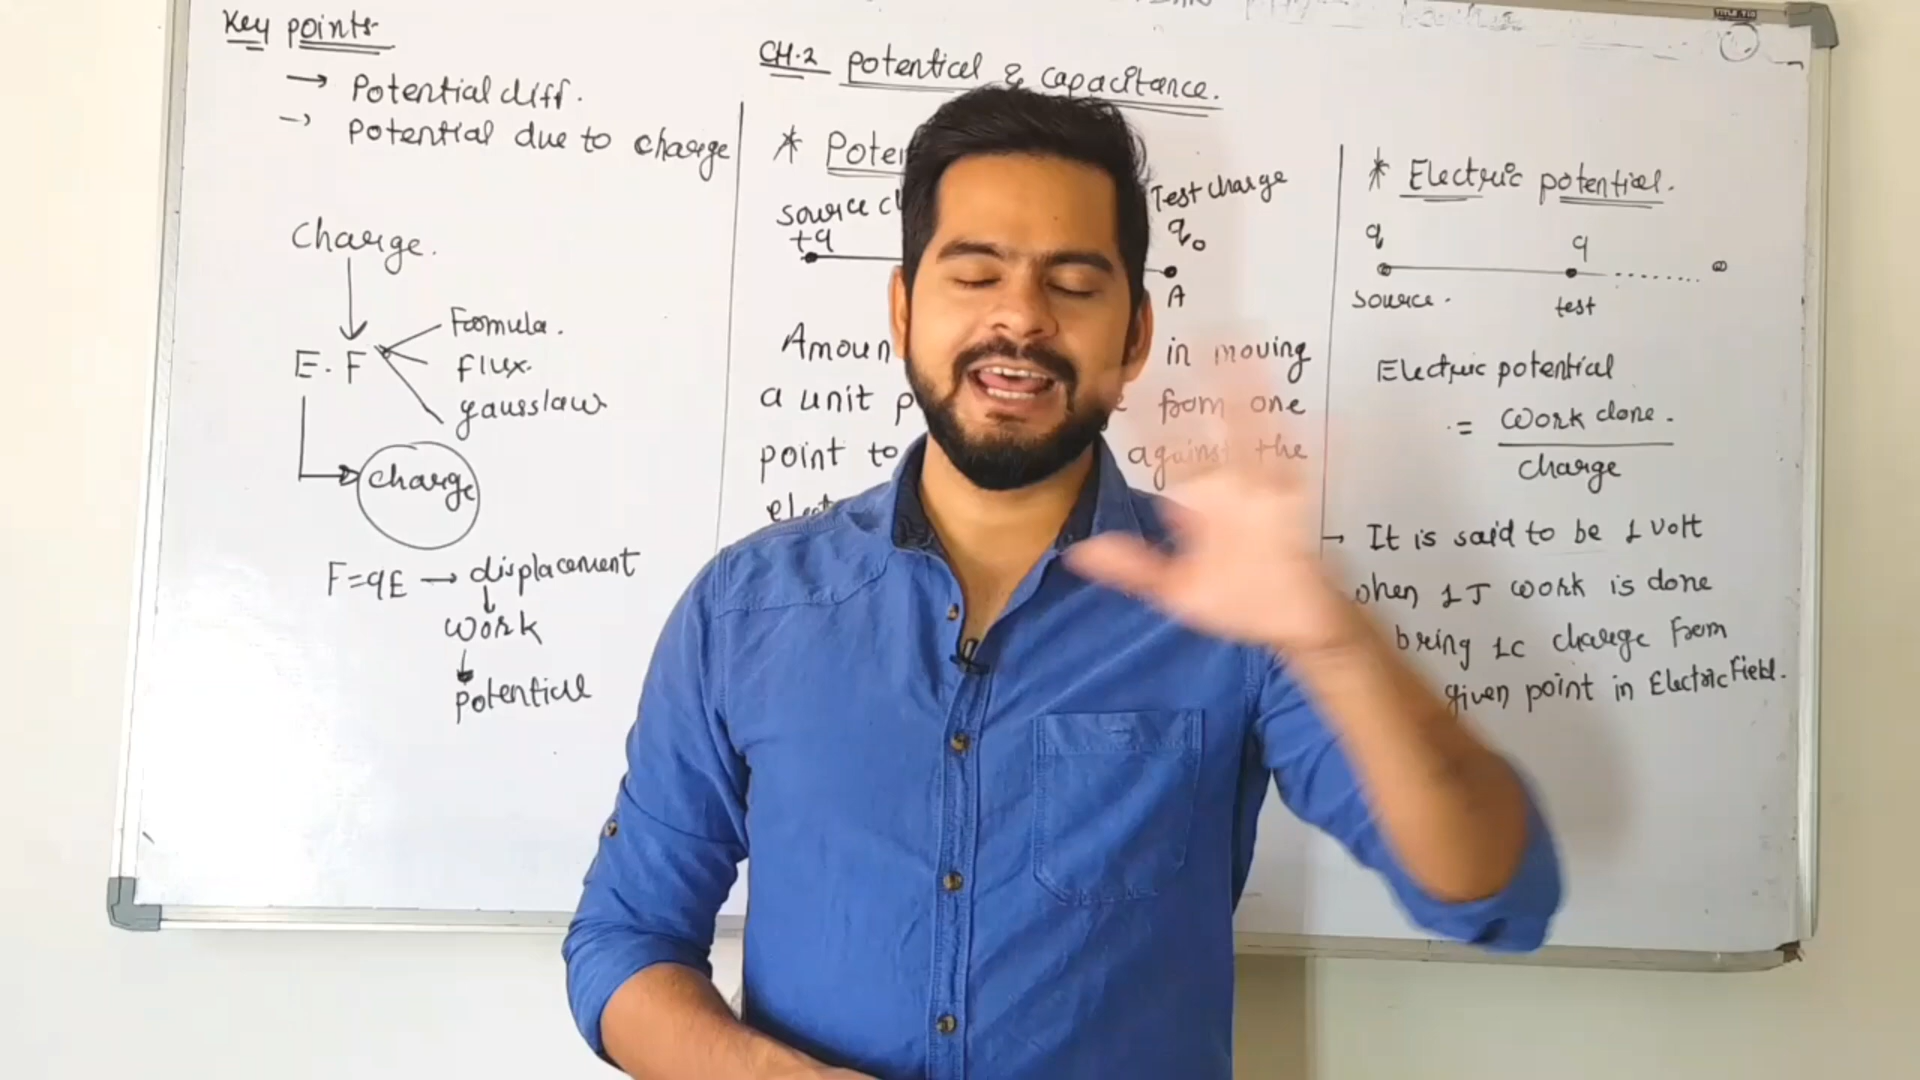 Key points
→ Potential diff.
→ Potential due to charge
Charge.
E.F
Formula.
flux.
gausslaw
charge
F=qE → displacement
work
potential
CH.2 potential & capacitance.
*
source
Test charge
+q
q₀
A
Amoun in moving
a unit from one
point to against the
* Electric potential.
q q ∞
source. test
Electric potential
= work done.
charge
→ It is said to be 1 volt
when 1J work is done
bring 1C charge from
given point in Electric Field.